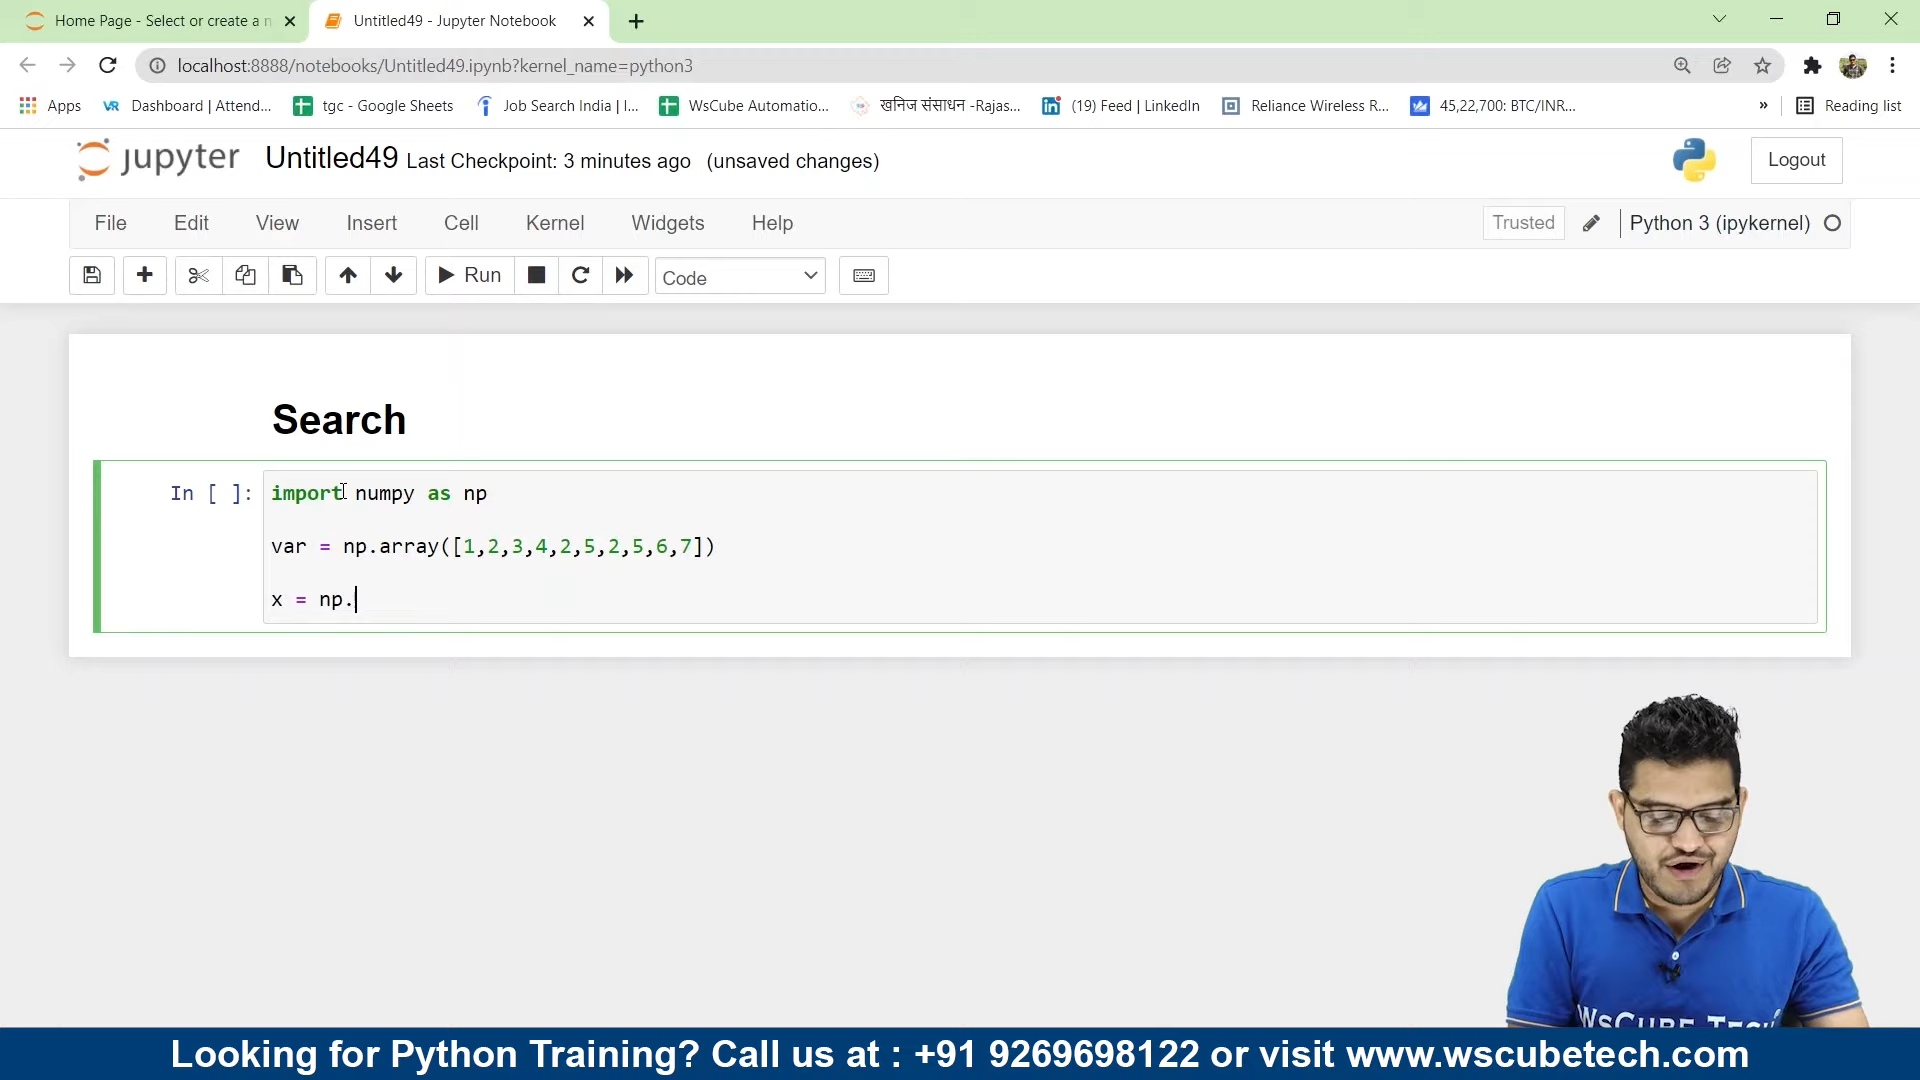 Home Page - Select or create a n
Untitled49 - Jupyter Notebook
localhost:8888/notebooks/Untitled49.ipynb?kernel_name=python3
Apps
VR Dashboard | Attend...
tgc - Google Sheets
Job Search India | I...
WsCube Automatio...
खनिज संसाधन -Rajas...
(19) Feed | LinkedIn
Reliance Wireless R...
45,22,700: BTC/INR...
»
Reading list
jupyter Untitled49 Last Checkpoint: 3 minutes ago (unsaved changes)
Logout
File Edit View Insert Cell Kernel Widgets Help
Trusted
Python 3 (ipykernel)
Run
Code
Search
In [ ]: import numpy as np
var = np.array([1,2,3,4,2,5,2,5,6,7])
x = np.
WSCUBE TECH
Looking for Python Training? Call us at : +91 9269698122 or visit www.wscubetech.com